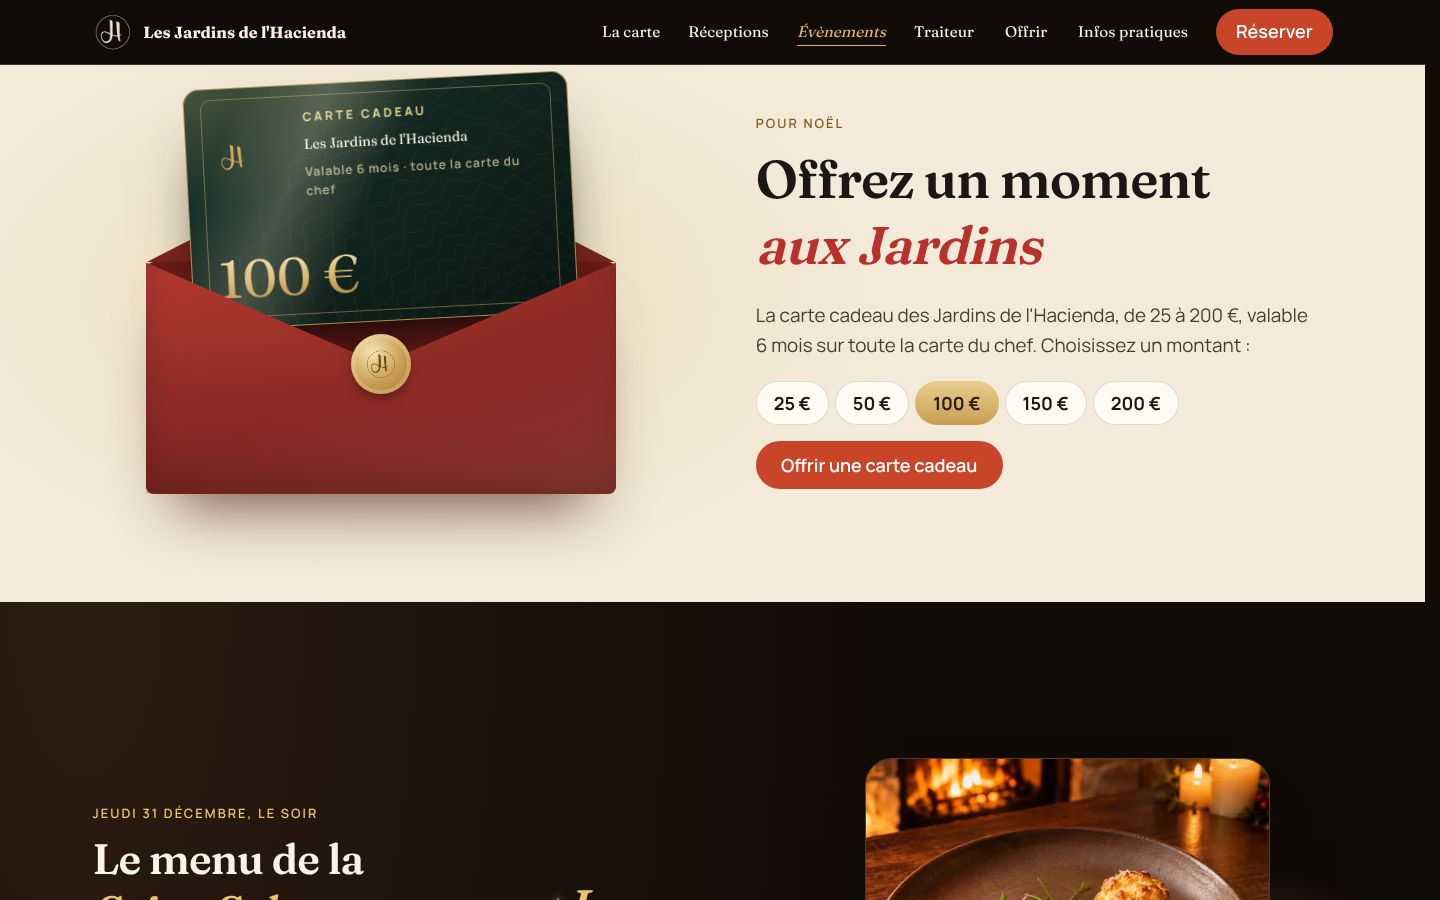 Les Jardins de l'Hacienda
La carte
Réceptions
Évènements
Traiteur
Offrir
Infos pratiques
Réserver
CARTE CADEAU
Les Jardins de l'Hacienda
Valable 6 mois · toute la carte du
chef
100 €
POUR NOËL
Offrez un moment
aux Jardins
La carte cadeau des Jardins de l'Hacienda, de 25 à 200 €, valable
6 mois sur toute la carte du chef. Choisissez un montant :
25 €
50 €
100 €
150 €
200 €
Offrir une carte cadeau
JEUDI 31 DÉCEMBRE, LE SOIR
Le menu de la